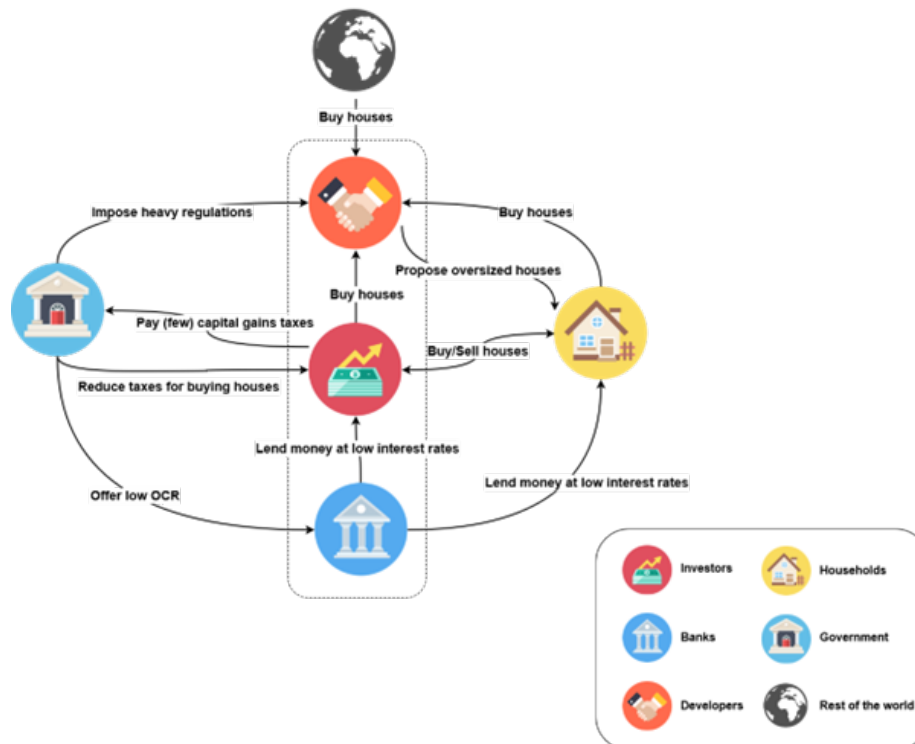 Buy houses
Impose heavy regulations
Buy houses
Propose oversized houses
Buy houses
Pay (few) capital gains taxes
Buy/Sell houses
Reduce taxes for buying houses
Lend money at low interest rates
Lend money at low interest rates
Offer low OCR
Investors
Households
Banks
Government
Developers
Rest of the world